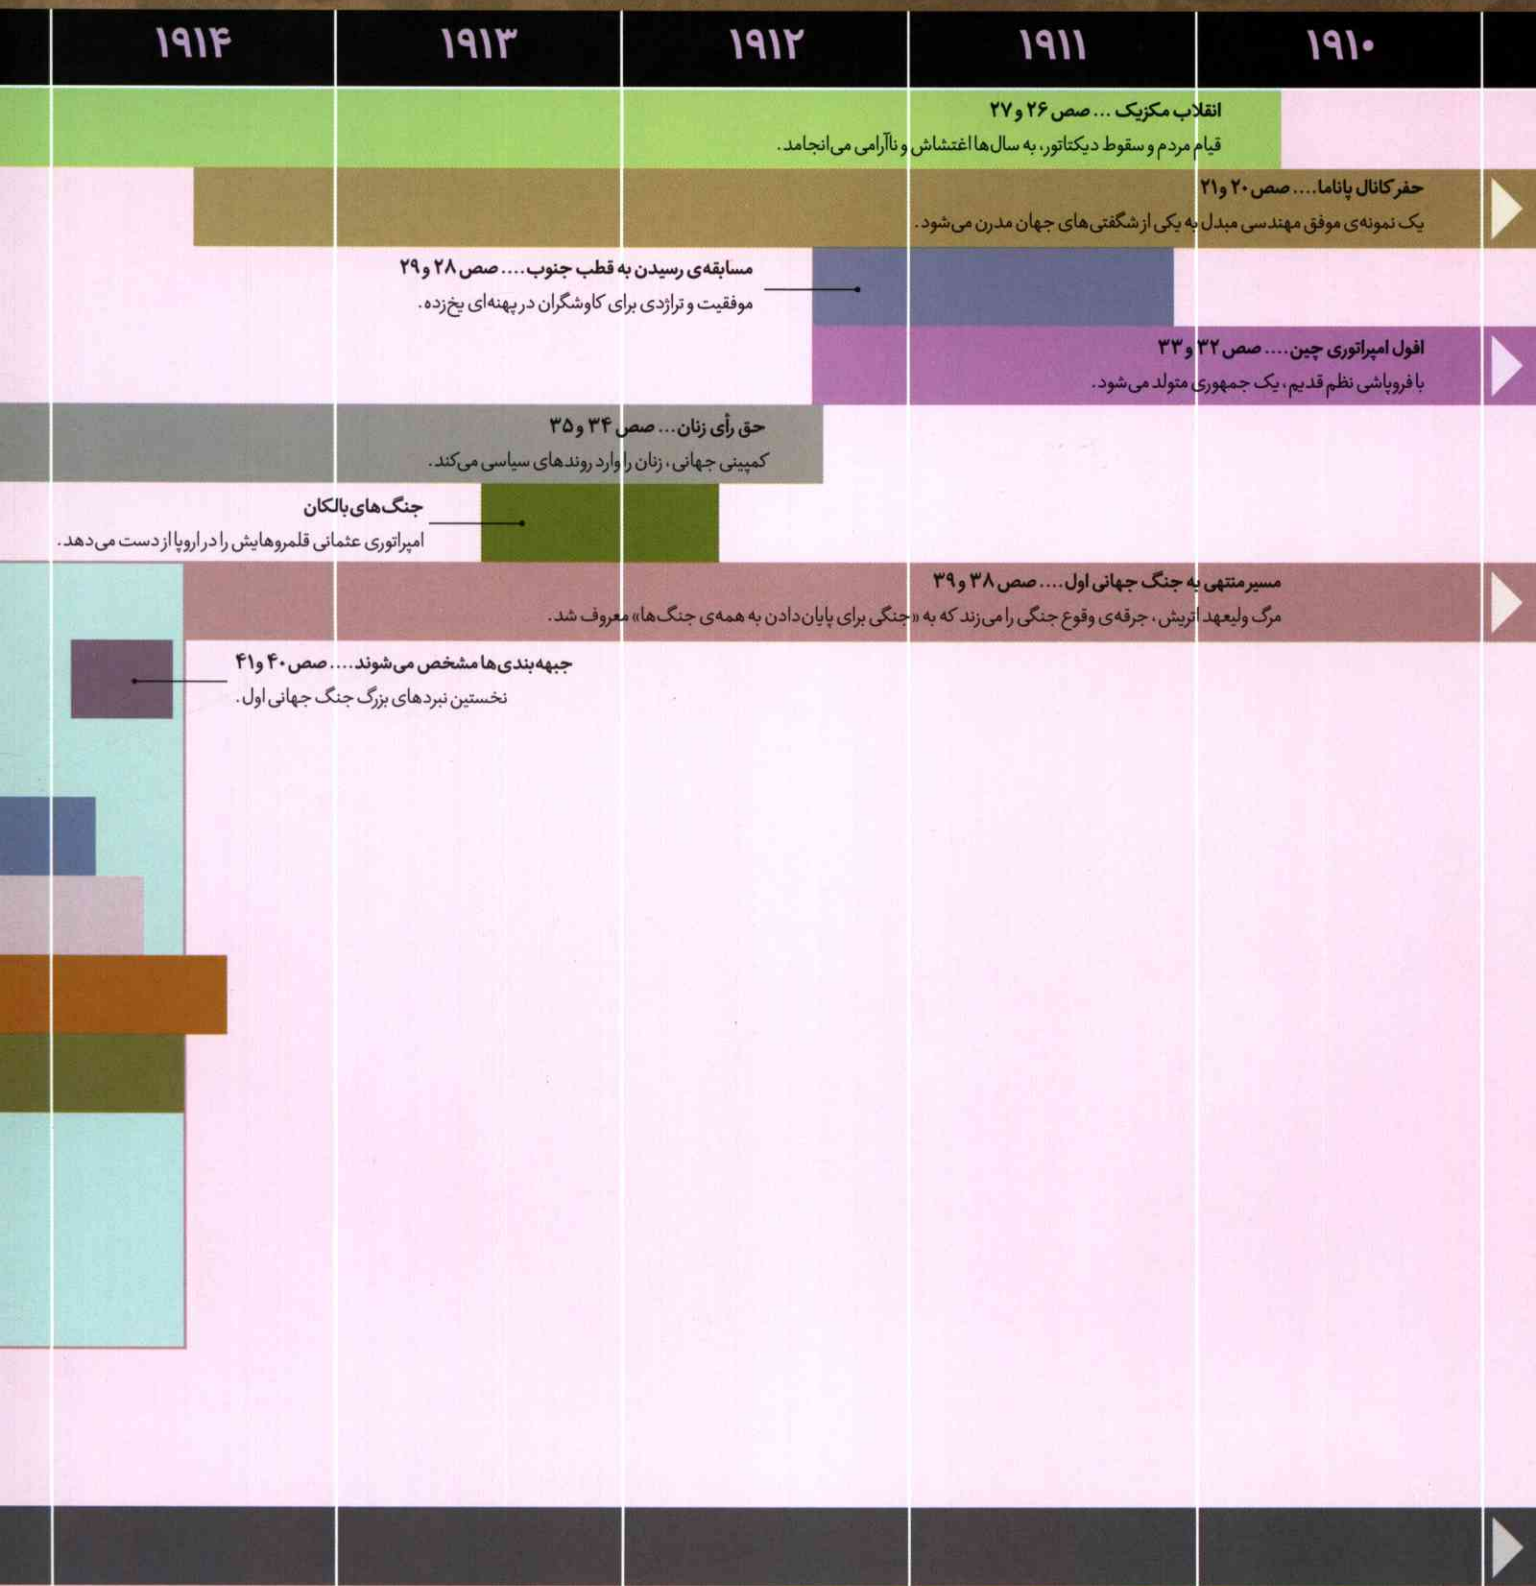 ۱۹۱۰
۱۹۱۱
۱۹۱۲
۱۹۱۳
۱۹۱۴
انقلاب مکزیک ... صص ۲۶ و ۲۷
قیام مردم و سقوط دیکتاتور، به سال‌ها اغتشاش و ناآرامی می‌انجامد.
حفر کانال پاناما.... صص ۲۰ و ۲۱
یک نمونه‌ی موفق مهندسی مبدل به یکی از شگفتی‌های جهان مدرن می‌شود.
مسابقه‌ی رسیدن به قطب جنوب.... صص ۲۸ و ۲۹
موفقیت و تراژدی برای کاوشگران در پهنه‌ای یخ‌زده.
افول امپراتوری چین.... صص ۳۲ و ۳۳
با فروپاشی نظم قدیم، یک جمهوری متولد می‌شود.
حق رأی زنان... صص ۳۴ و ۳۵
کمپینی جهانی، زنان را وارد روندهای سیاسی می‌کند.
جنگ‌های بالکان
امپراتوری عثمانی قلمروهایش را در اروپا از دست می‌دهد.
مسیر منتهی به جنگ جهانی اول.... صص ۳۸ و ۳۹
مرگ ولیعهد اتریش، جرقه‌ی وقوع جنگی را می‌زند که به «جنگی برای پایان‌دادن به همه‌ی جنگ‌ها» معروف شد.
جبهه‌بندی‌ها مشخص می‌شوند.... صص ۴۰ و ۴۱
نخستین نبردهای بزرگ جنگ جهانی اول.